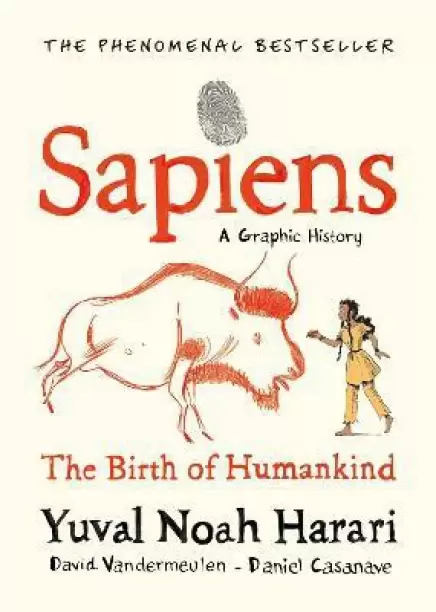 THE PHENOMENAL BESTSELLER
Sapiens
A Graphic History
The Birth of Humankind
Yuval Noah Harari
David Vandermeulen - Daniel Casanave